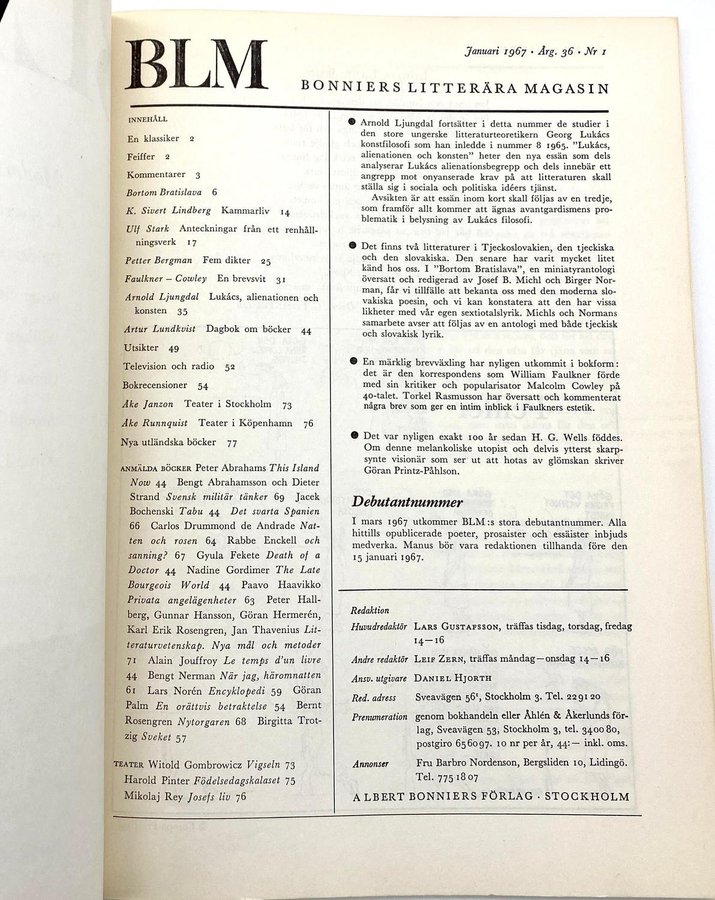 BLM
Januari 1967 · Årg. 36 · Nr 1
BONNIERS LITTERÄRA MAGASIN
INNEHÅLL
En klassiker 2
Feiffer 2
Kommentarer 3
Bortom Bratislava 6
K. Sivert Lindberg Kammarliv 14
Ulf Stark Anteckningar från ett renhåll-
ningsverk 17
Petter Bergman Fem dikter 25
Faulkner – Cowley En brevsvit 31
Arnold Ljungdal Lukács, alienationen och
konsten 35
Artur Lundkvist Dagbok om böcker 44
Utsikter 49
Television och radio 52
Bokrecensioner 54
Åke Janzon Teater i Stockholm 73
Åke Runnquist Teater i Köpenhamn 76
Nya utländska böcker 77
ANMÄLDA BÖCKER Peter Abrahams This Island
Now 44 Bengt Abrahamsson och Dieter
Strand Svensk militär tänker 69 Jacek
Bochenski Tabu 44 Det svarta Spanien
66 Carlos Drummond de Andrade Nat-
ten och rosen 64 Rabbe Enckell och
sanning? 67 Gyula Fekete Death of a
Doctor 44 Nadine Gordimer The Late
Bourgeois World 44 Paavo Haavikko
Privata angelägenheter 63 Peter Hall-
berg, Gunnar Hansson, Göran Hermerén,
Karl Erik Rosengren, Jan Thavenius Lit-
teraturvetenskap. Nya mål och metoder
71 Alain Jouffroy Le temps d'un livre
44 Bengt Nerman När jag, häromnatten
61 Lars Norén Encyklopedi 59 Göran
Palm En orättvis betraktelse 54 Bernt
Rosengren Nytorgaren 68 Birgitta Trot-
zig Sveket 57
TEATER Witold Gombrowicz Vigseln 73
Harold Pinter Födelsedagskalaset 75
Mikolaj Rey Josefs liv 76
● Arnold Ljungdal fortsätter i detta nummer de studier i
den store ungerske litteraturteoretikern Georg Lukács
konstfilosofi som han inledde i nummer 8 1965. "Lukács,
alienationen och konsten" heter den nya essän som dels
analyserar Lukács alienationsbegrepp och dels innebär ett
angrepp mot onyanserade krav på att litteraturen skall
ställa sig i sociala och politiska idéers tjänst.
Avsikten är att essän inom kort skall följas av en tredje,
som framför allt kommer att ägnas avantgardismens pro-
blematik i belysning av Lukács filosofi.
● Det finns två litteraturer i Tjeckoslovakien, den tjeckiska
och den slovakiska. Den senare har varit mycket litet
känd hos oss. I "Bortom Bratislava", en miniatyrantologi
översatt och redigerad av Josef B. Michl och Birger Nor-
man, får vi tillfälle att bekanta oss med den moderna slo-
vakiska poesin, och vi kan konstatera att den har vissa
likheter med vår egen sextiotalslyrik. Michls och Normans
samarbete avser att följas av en antologi med både tjeckisk
och slovakisk lyrik.
● En märklig brevväxling har nyligen utkommit i bokform:
det är den korrespondens som William Faulkner förde
med sin kritiker och popularisator Malcolm Cowley på
40-talet. Torkel Rasmusson har översatt och kommenterat
några brev som ger en intim inblick i Faulkners estetik.
● Det var nyligen exakt 100 år sedan H. G. Wells föddes.
Om denne melankoliske utopist och delvis ytterst skarp-
synte visionär som ser ut att hotas av glömskan skriver
Göran Printz-Påhlson.
Debutantnummer
I mars 1967 utkommer BLM:s stora debutantnummer. Alla
hittills opublicerade poeter, prosaister och essäister inbjuds
medverka. Manus bör vara redaktionen tillhanda före den
15 januari 1967.
Redaktion
Huvudredaktör LARS GUSTAFSSON, träffas tisdag, torsdag, fredag
14–16
Andre redaktör LEIF ZERN, träffas måndag–onsdag 14–16
Ansv. utgivare DANIEL HJORTH
Red. adress Sveavägen 56¹, Stockholm 3. Tel. 22 91 20
Prenumeration genom bokhandeln eller Åhlén & Åkerlunds för-
lag, Sveavägen 53, Stockholm 3, tel. 34 00 80,
postgiro 65 60 97. 10 nr per år, 44:— inkl. oms.
Annonser Fru Barbro Nordenson, Bergsliden 10, Lidingö.
Tel. 775 18 07
ALBERT BONNIERS FÖRLAG · STOCKHOLM